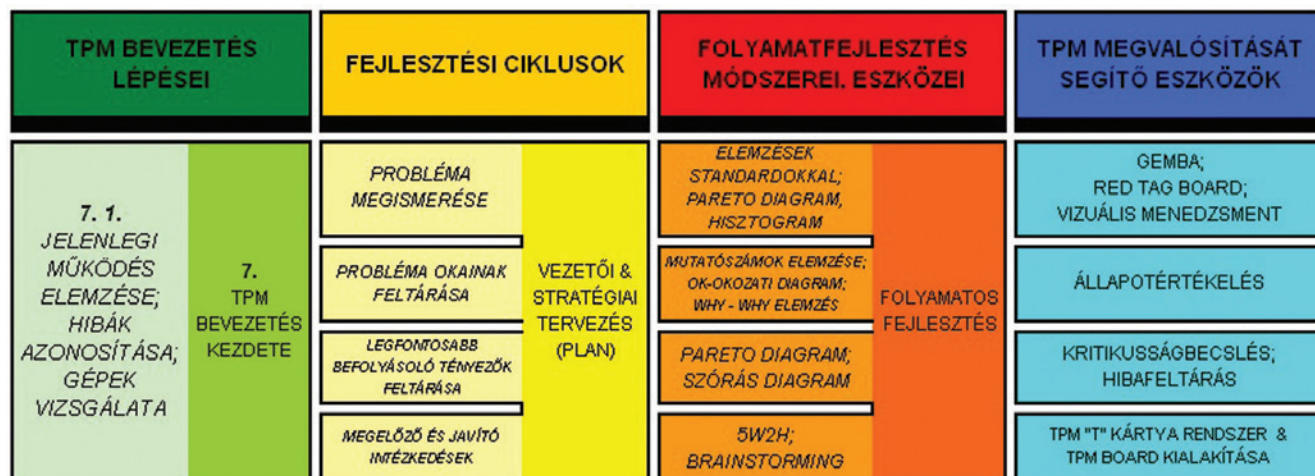 TPM BEVEZETÉS
LÉPÉSEI
FEJLESZTÉSI CIKLUSOK
FOLYAMATFEJLESZTÉS
MÓDSZEREI. ESZKÖZEI
TPM MEGVALÓSÍTÁSÁT
SEGÍTŐ ESZKÖZÖK
7. 1.
JELENLEGI
MŰKÖDÉS
ELEMZÉSE;
HIBÁK
AZONOSÍTÁSA;
GÉPEK
VIZSGÁLATA
7.
TPM
BEVEZETÉS
KEZDETE
PROBLÉMA
MEGISMERÉSE
PROBLÉMA OKAINAK
FELTÁRÁSA
LEGFONTOSABB
BEFOLYÁSOLÓ TÉNYEZŐK
FELTÁRÁSA
MEGELŐZŐ ÉS JAVÍTÓ
INTÉZKEDÉSEK
VEZETŐI &
STRATÉGIAI
TERVEZÉS
(PLAN)
ELEMZÉSEK
STANDARDOKKAL;
PARETO DIAGRAM,
HISZTOGRAM
MUTATÓSZÁMOK ELEMZÉSE;
OK-OKOZATI DIAGRAM;
WHY - WHY ELEMZÉS
PARETO DIAGRAM;
SZÓRÁS DIAGRAM
5W2H;
BRAINSTORMING
FOLYAMATOS
FEJLESZTÉS
GEMBA;
RED TAG BOARD;
VIZUÁLIS MENEDZSMENT
ÁLLAPOTÉRTÉKELÉS
KRITIKUSSÁGBECSLÉS;
HIBAFELTÁRÁS
TPM "T" KÁRTYA RENDSZER &
TPM BOARD KIALAKÍTÁSA